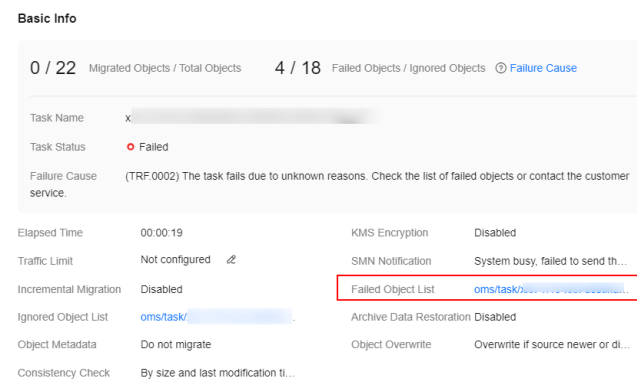 Basic Info
0 / 22 Migrated Objects / Total Objects 4 / 18 Failed Objects / Ignored Objects ? Failure Cause
Task Name x
Task Status Failed
Failure Cause (TRF.0002) The task fails due to unknown reasons. Check the list of failed objects or contact the customer
service.
Elapsed Time 00:00:19 KMS Encryption Disabled
Traffic Limit Not configured SMN Notification System busy, failed to send th...
Incremental Migration Disabled Failed Object List oms/task/
Ignored Object List oms/task/ Archive Data Restoration Disabled
Object Metadata Do not migrate Object Overwrite Overwrite if source newer or di...
Consistency Check By size and last modification ti...